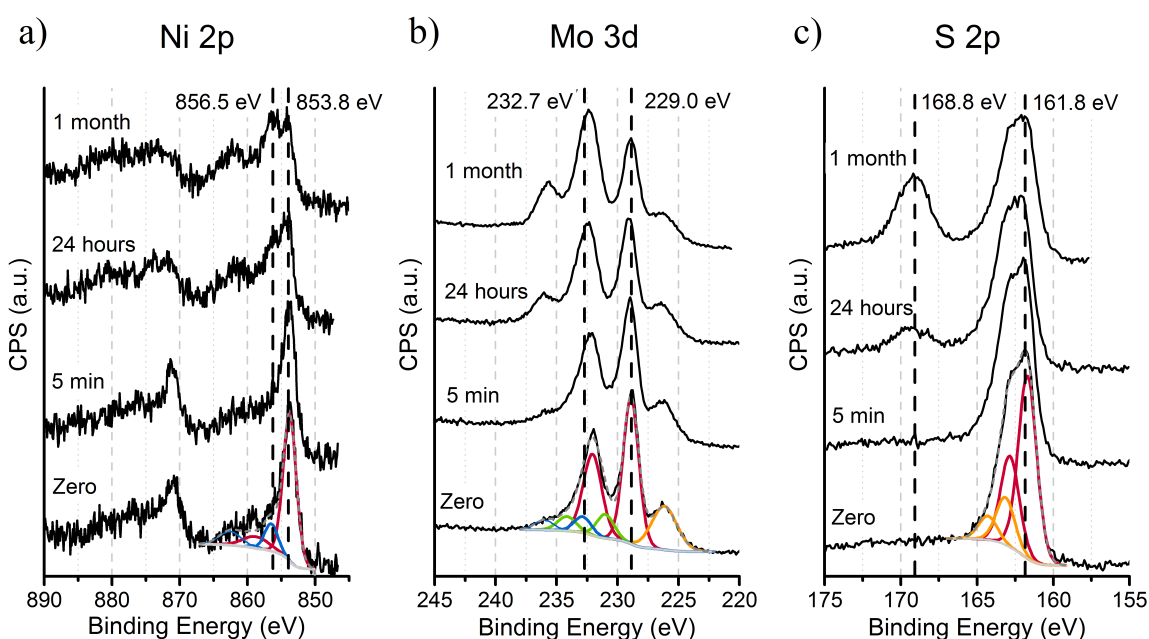 a)
Ni 2p
856.5 eV
853.8 eV
1 month
24 hours
5 min
Zero
CPS (a.u.)
890 880 870 860 850
Binding Energy (eV)
b)
Mo 3d
232.7 eV
229.0 eV
1 month
24 hours
5 min
Zero
CPS (a.u.)
245 240 235 230 225 220
Binding Energy (eV)
c)
S 2p
168.8 eV
161.8 eV
1 month
24 hours
5 min
Zero
CPS (a.u.)
175 170 165 160 155
Binding Energy (eV)